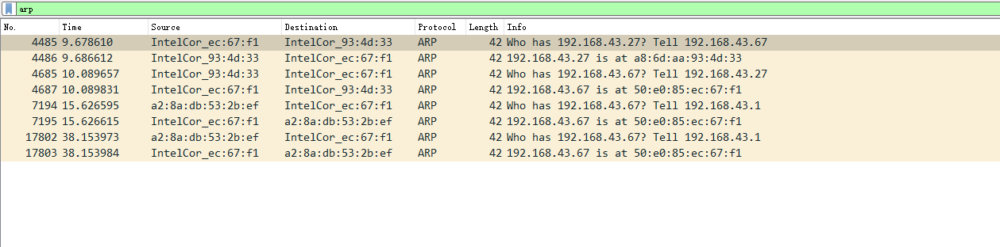 arp
No. Time Source Destination Protocol Length Info
4485 9.678610 IntelCor_ec:67:f1 IntelCor_93:4d:33 ARP 42 Who has 192.168.43.27? Tell 192.168.43.67
4486 9.686612 IntelCor_93:4d:33 IntelCor_ec:67:f1 ARP 42 192.168.43.27 is at a8:6d:aa:93:4d:33
4685 10.089657 IntelCor_93:4d:33 IntelCor_ec:67:f1 ARP 42 Who has 192.168.43.67? Tell 192.168.43.27
4687 10.089831 IntelCor_ec:67:f1 IntelCor_93:4d:33 ARP 42 192.168.43.67 is at 50:e0:85:ec:67:f1
7194 15.626595 a2:8a:db:53:2b:ef IntelCor_ec:67:f1 ARP 42 Who has 192.168.43.67? Tell 192.168.43.1
7195 15.626615 IntelCor_ec:67:f1 a2:8a:db:53:2b:ef ARP 42 192.168.43.67 is at 50:e0:85:ec:67:f1
17802 38.153973 a2:8a:db:53:2b:ef IntelCor_ec:67:f1 ARP 42 Who has 192.168.43.67? Tell 192.168.43.1
17803 38.153984 IntelCor_ec:67:f1 a2:8a:db:53:2b:ef ARP 42 192.168.43.67 is at 50:e0:85:ec:67:f1